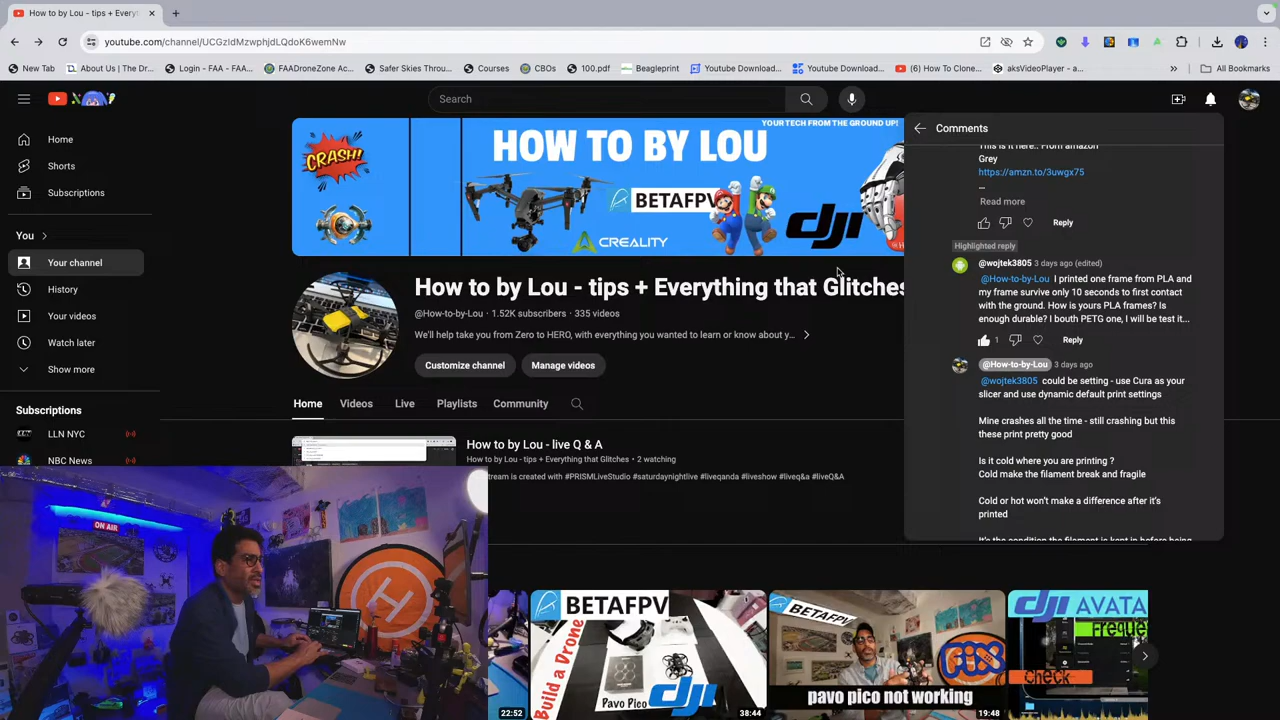 How to by Lou - tips + Everyt
youtube.com/channel/UCGzIdMzwphjdLQdoK6wemNw
New Tab
About Us | The Dr...
Login - FAA - FAA...
FAADroneZone Ac...
Safer Skies Throu...
Courses
CBOs
100.pdf
Beagleprint
Youtube Download...
Youtube Download...
(6) How To Clone...
aksVideoPlayer - a...
All Bookmarks
Search
Home
Shorts
Subscriptions
You
Your channel
History
Your videos
Watch later
Show more
Subscriptions
LLN NYC
NBC News
YOUR TECH FROM THE GROUND UP!
CRASH!
HOW TO BY LOU
BETAFPV
CREALITY
dji
How to by Lou - tips + Everything that Glitches
@How-to-by-Lou · 1.52K subscribers · 335 videos
We'll help take you from Zero to HERO, with everything you wanted to learn or know about y...
Customize channel
Manage videos
Home
Videos
Live
Playlists
Community
How to by Lou - live Q & A
How to by Lou - tips + Everything that Glitches • 2 watching
stream is created with #PRISMLiveStudio #saturdaynightlive #liveqanda #liveshow #liveq&a #liveQ&A
Comments
This is it here.. From amazon
Grey
https://amzn.to/3uwgx75
...
Read more
Reply
Highlighted reply
@wojtek3805 3 days ago (edited)
@How-to-by-Lou I printed one frame from PLA and
my frame survive only 10 seconds to first contact
with the ground. How is yours PLA frames? Is
enough durable? I bouth PETG one, I will be test it...
1
Reply
@How-to-by-Lou 3 days ago
@wojtek3805 could be setting - use Cura as your
slicer and use dynamic default print settings
Mine crashes all the time - still crashing but this
these print pretty good
Is it cold where you are printing ?
Cold make the filament break and fragile
Cold or hot won't make a difference after it's
printed
It's the condition the filament is kept in before being
ON AIR
H
22:52
BETAFPV
Build a Drone
Pavo Pico
dji
38:44
BETAFPV
FIX
pavo pico not working
19:48
dji AVATA
Freque
Check